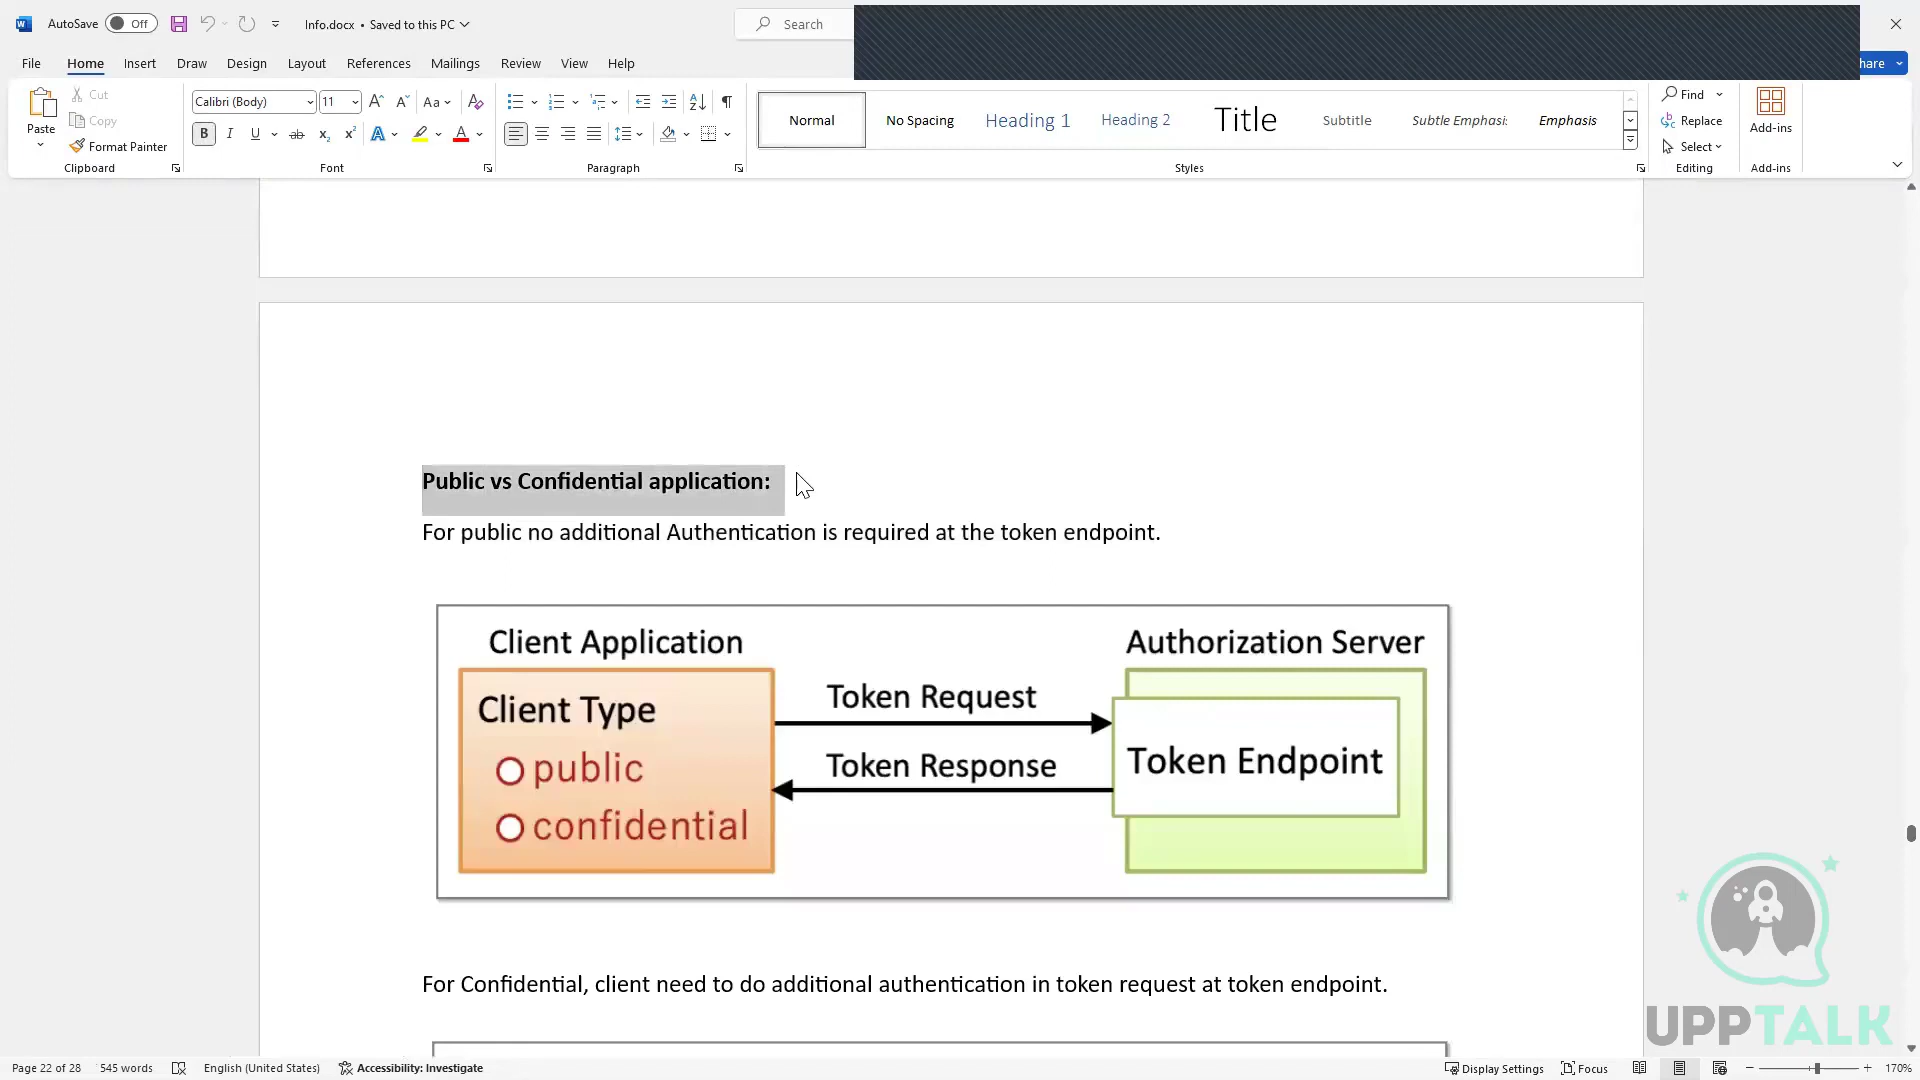 AutoSave Off Info.docx • Saved to this PC Search
File Home Insert Draw Design Layout References Mailings Review View Help hare
Paste Cut Copy Format Painter
Clipboard
Calibri (Body) 11
Font
Paragraph
Normal No Spacing Heading 1 Heading 2 Title Subtitle Subtle Emphasi: Emphasis
Styles
Find
Replace
Select
Editing
Add-ins
Add-ins
Public vs Confidential application:
For public no additional Authentication is required at the token endpoint.
Client Application
Authorization Server
Client Type
public
confidential
Token Request
Token Response
Token Endpoint
For Confidential, client need to do additional authentication in token request at token endpoint.
UPPTALK
Page 22 of 28 545 words English (United States) Accessibility: Investigate Display Settings Focus 170%